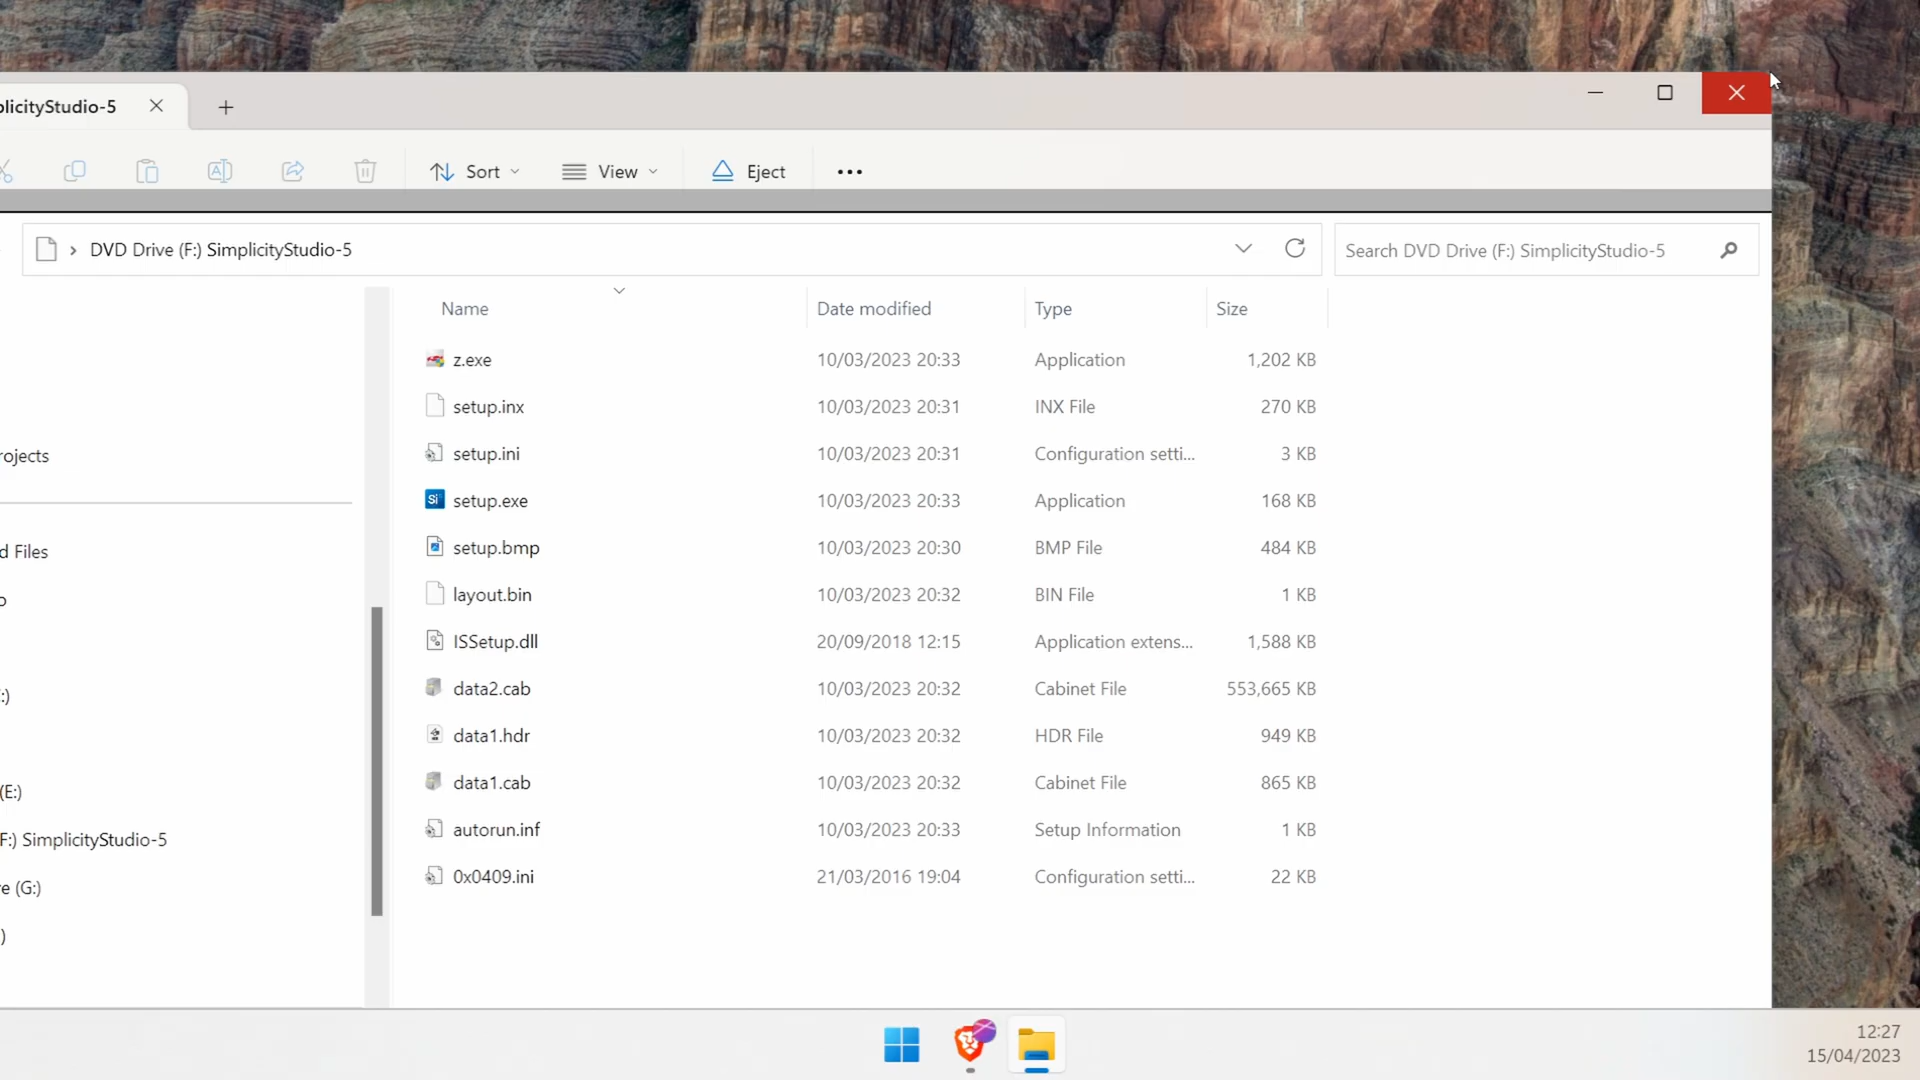 plicityStudio-5
Sort
View
Eject
DVD Drive (F:) SimplicityStudio-5
Search DVD Drive (F:) SimplicityStudio-5
Name Date modified Type Size
z.exe 10/03/2023 20:33 Application 1,202 KB
setup.inx 10/03/2023 20:31 INX File 270 KB
setup.ini 10/03/2023 20:31 Configuration setti... 3 KB
setup.exe 10/03/2023 20:33 Application 168 KB
setup.bmp 10/03/2023 20:30 BMP File 484 KB
layout.bin 10/03/2023 20:32 BIN File 1 KB
ISSetup.dll 20/09/2018 12:15 Application extens... 1,588 KB
data2.cab 10/03/2023 20:32 Cabinet File 553,665 KB
data1.hdr 10/03/2023 20:32 HDR File 949 KB
data1.cab 10/03/2023 20:32 Cabinet File 865 KB
autorun.inf 10/03/2023 20:33 Setup Information 1 KB
0x0409.ini 21/03/2016 19:04 Configuration setti... 22 KB
rojects
d Files
o
:)
(E:)
F:) SimplicityStudio-5
e (G:)
)
12:27
15/04/2023